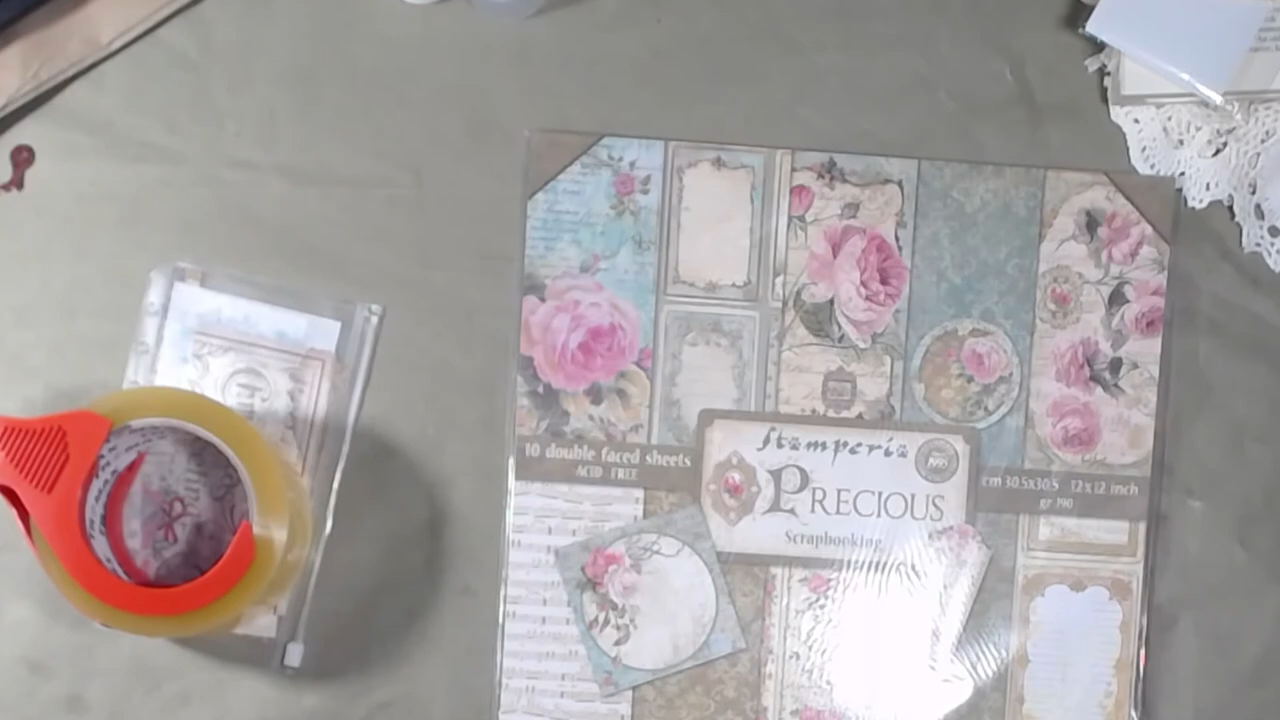 10 double faced sheets
ACID FREE
Stamperia
PRECIOUS
Scrapbooking
cm 30.5x30.5 12x12 inch
gr 190